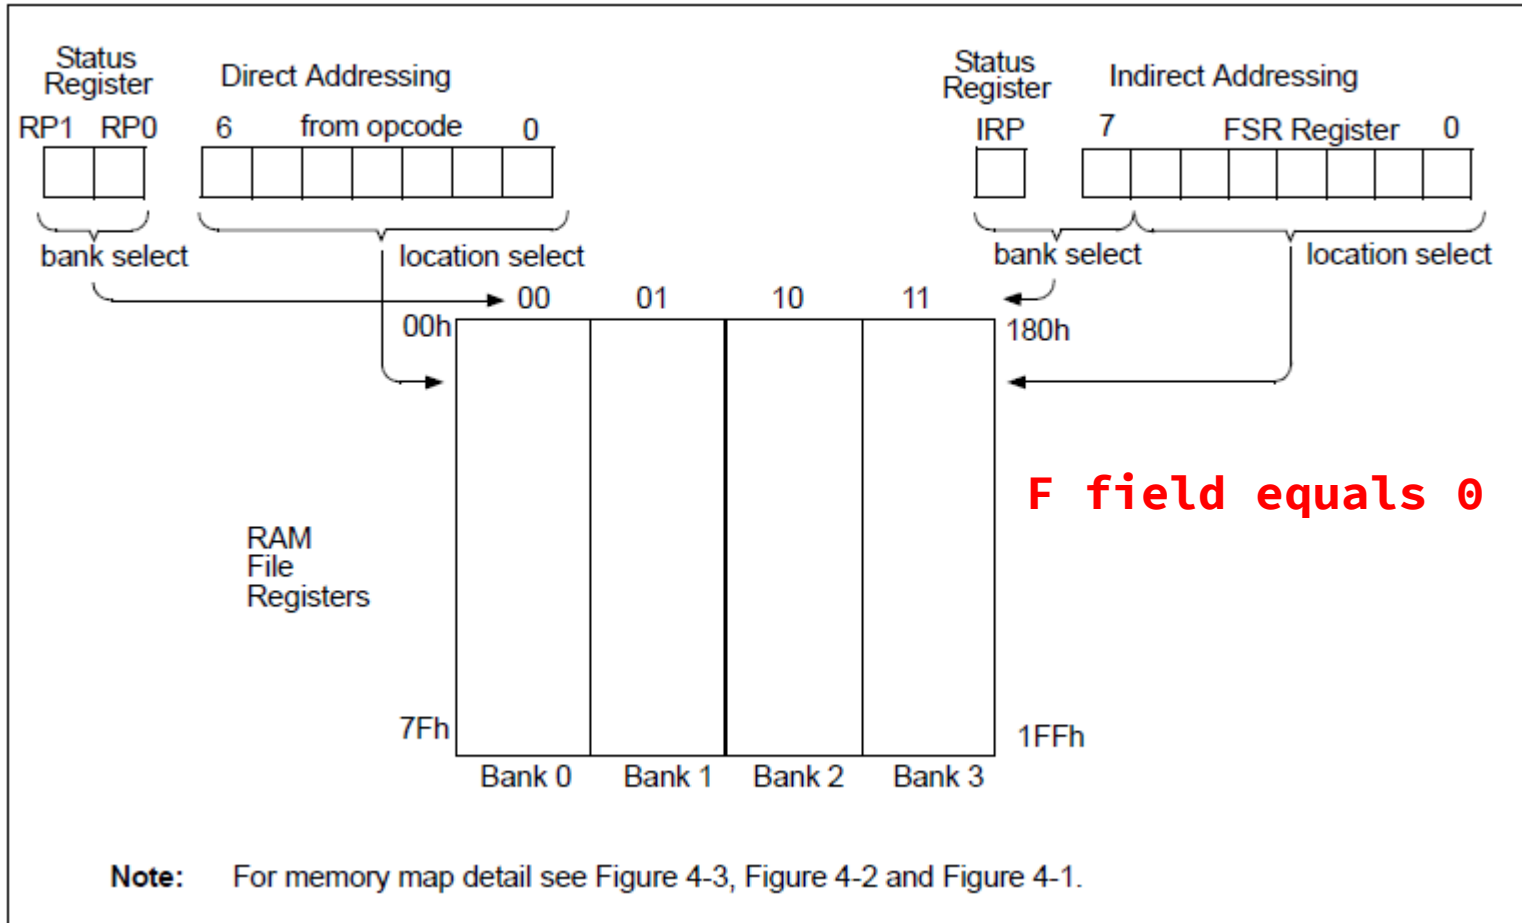 Status
Register
Direct Addressing
RP1 RP0
6 from opcode 0
bank select
location select
Status
Register
Indirect Addressing
IRP
7 FSR Register 0
bank select
location select
00 01 10 11
00h
180h
F field equals 0
RAM
File
Registers
7Fh
1FFh
Bank 0 Bank 1 Bank 2 Bank 3
Note: For memory map detail see Figure 4-3, Figure 4-2 and Figure 4-1.